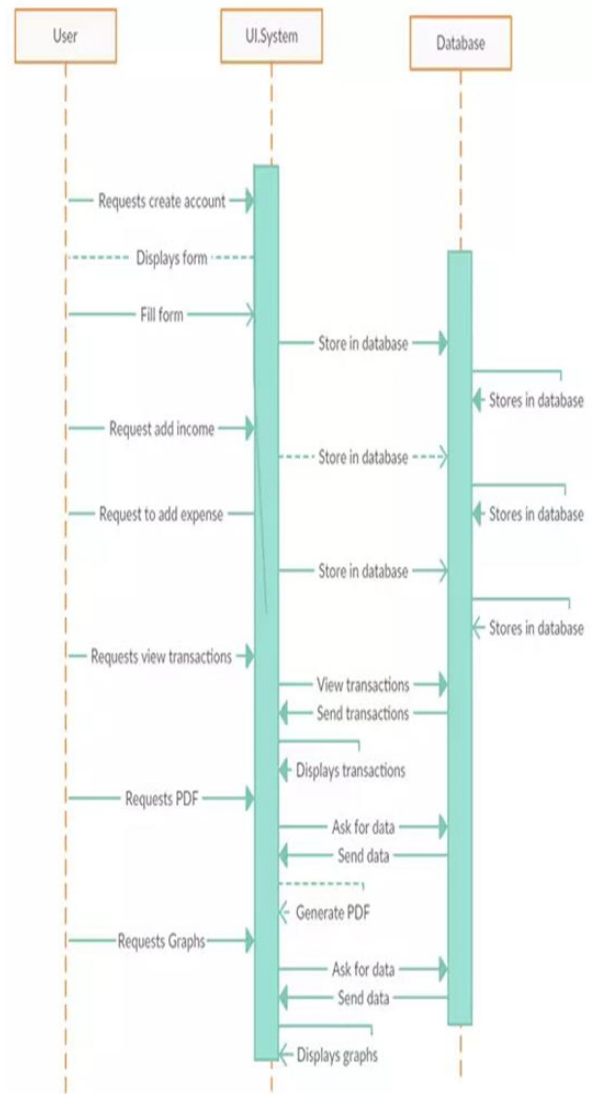 User
UI.System
Database
Requests create account
Displays form
Fill form
Store in database
Stores in database
Request add income
Store in database
Stores in database
Request to add expense
Store in database
Stores in database
Requests view transactions
View transactions
Send transactions
Displays transactions
Requests PDF
Ask for data
Send data
Generate PDF
Requests Graphs
Ask for data
Send data
Displays graphs